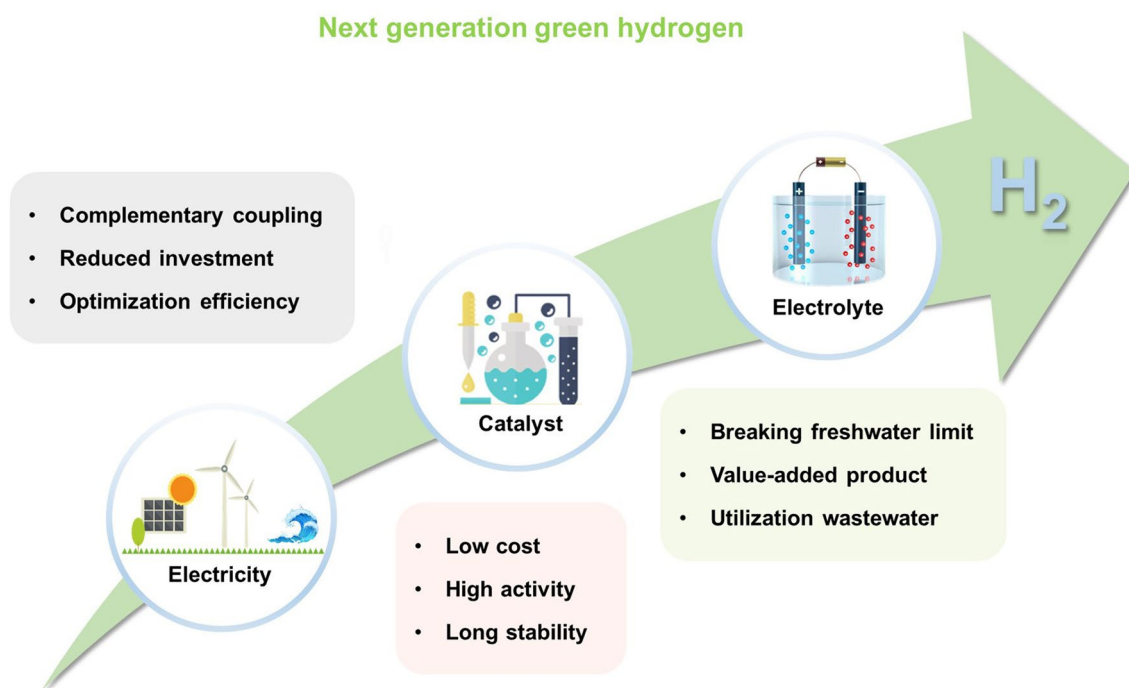 Next generation green hydrogen
H2
• Complementary coupling
• Reduced investment
• Optimization efficiency
+ −
Electrolyte
Catalyst
• Breaking freshwater limit
• Value-added product
• Utilization wastewater
Electricity
• Low cost
• High activity
• Long stability